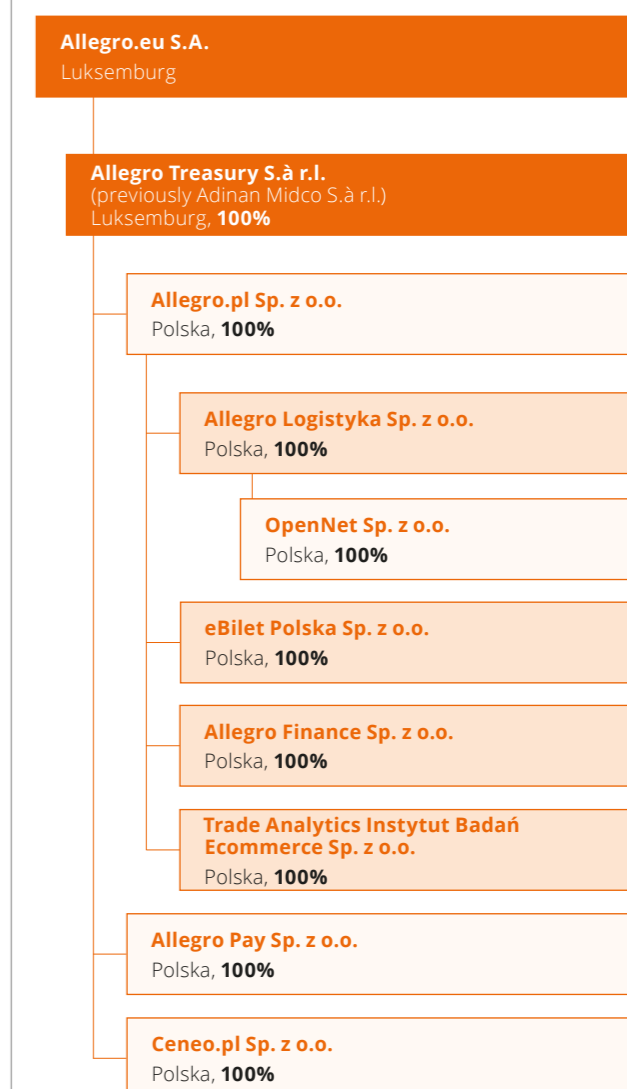 Allegro.eu S.A.
Luksemburg
Allegro Treasury S.à r.l.
(previously Adinan Midco S.à r.l.)
Luksemburg, 100%
Allegro.pl Sp. z o.o.
Polska, 100%
Allegro Logistyka Sp. z o.o.
Polska, 100%
OpenNet Sp. z o.o.
Polska, 100%
eBilet Polska Sp. z o.o.
Polska, 100%
Allegro Finance Sp. z o.o.
Polska, 100%
Trade Analytics Instytut Badań
Ecommerce Sp. z o.o.
Polska, 100%
Allegro Pay Sp. z o.o.
Polska, 100%
Ceneo.pl Sp. z o.o.
Polska, 100%